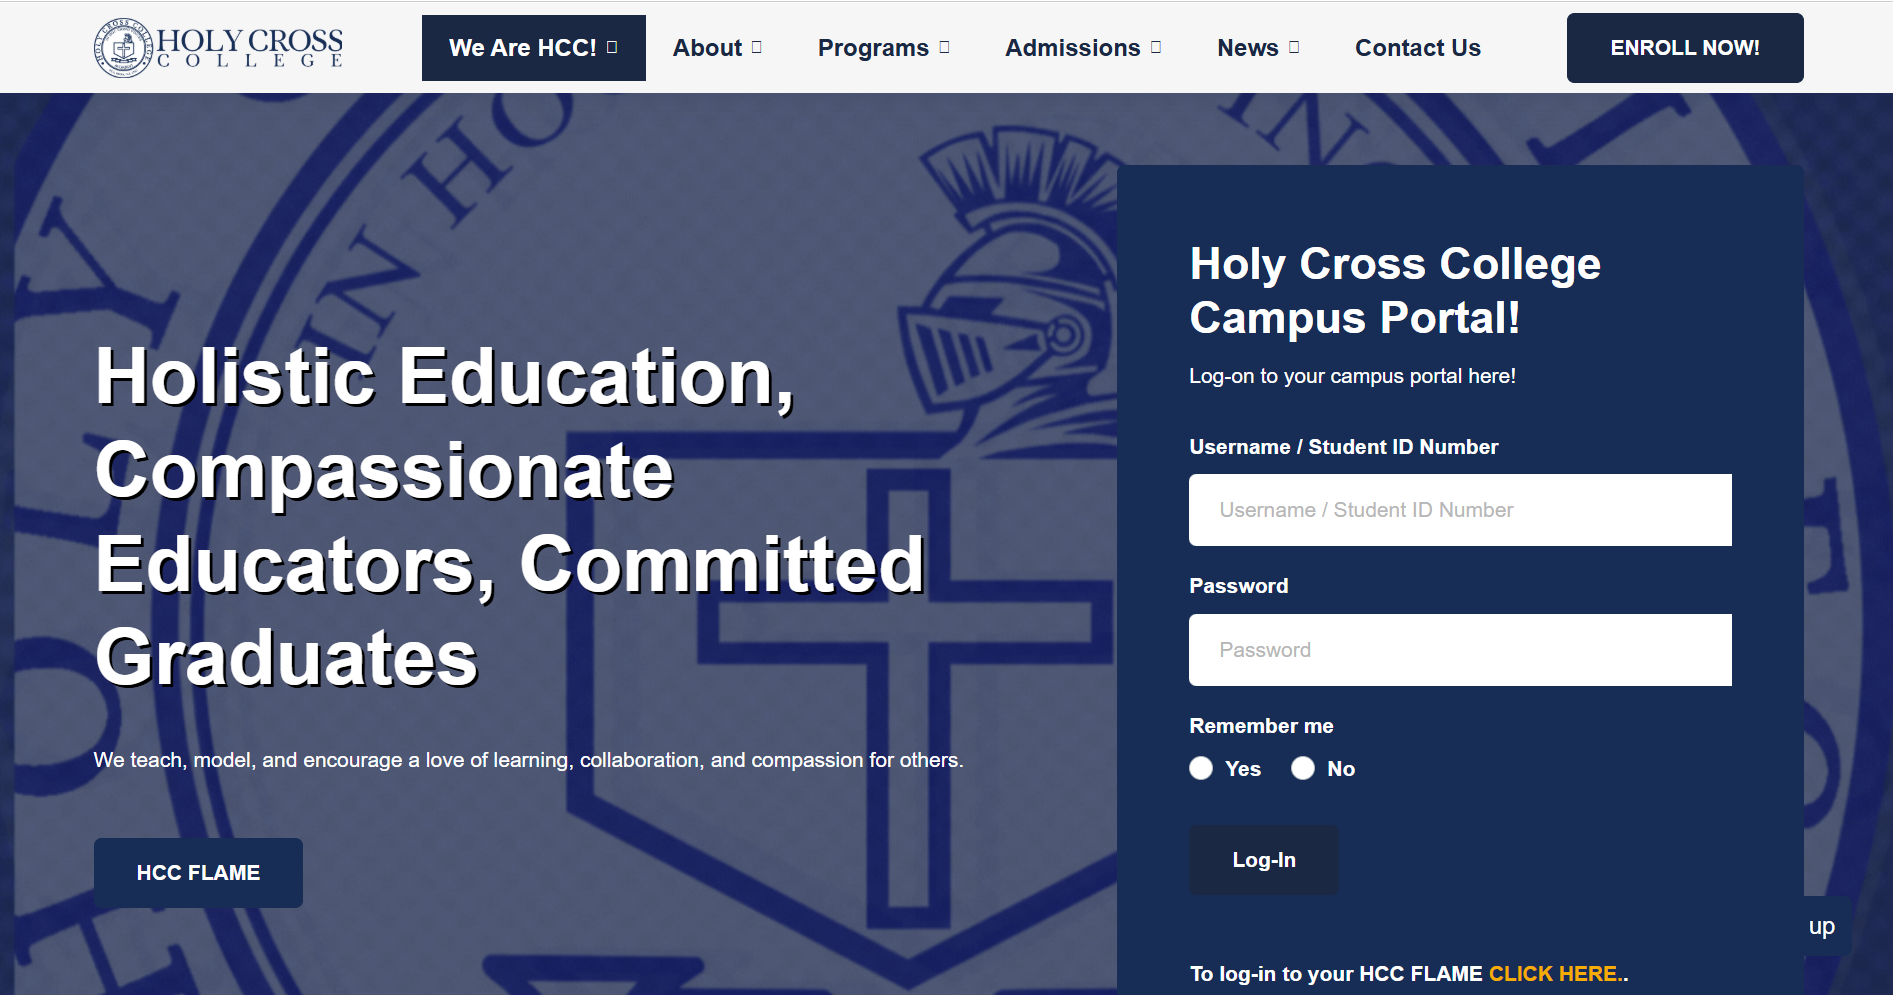 HOLY CROSS
COLLEGE
We Are HCC!
About
Programs
Admissions
News
Contact Us
ENROLL NOW!
IN HO
IN
Holistic Education,
Compassionate
Educators, Committed
Graduates
We teach, model, and encourage a love of learning, collaboration, and compassion for others.
HCC FLAME
Holy Cross College
Campus Portal!
Log-on to your campus portal here!
Username / Student ID Number
Username / Student ID Number
Password
Password
Remember me
Yes No
Log-In
up
To log-in to your HCC FLAME CLICK HERE..